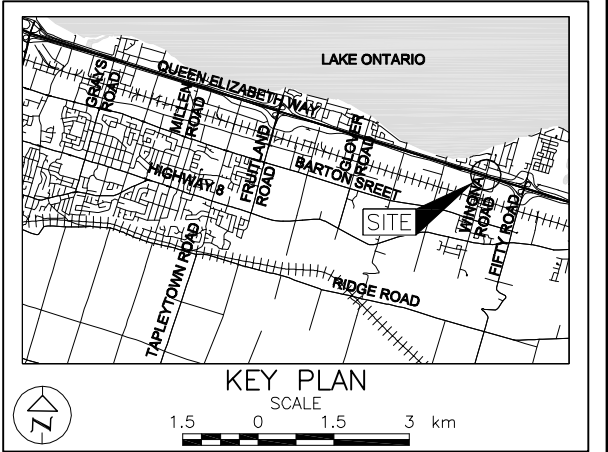 LAKE ONTARIO
QUEEN ELIZABETH WAY
GRAYS
ROAD
MILLEN
ROAD
FRUITLAND
ROAD
GLOVER
ROAD
BARTON SREET
HIGHWAY 8
SITE
WINONA
ROAD
FIFTY ROAD
TAPLEYTOWN ROAD
RIDGE ROAD
KEY PLAN
SCALE
1.5 0 1.5 3 km
N